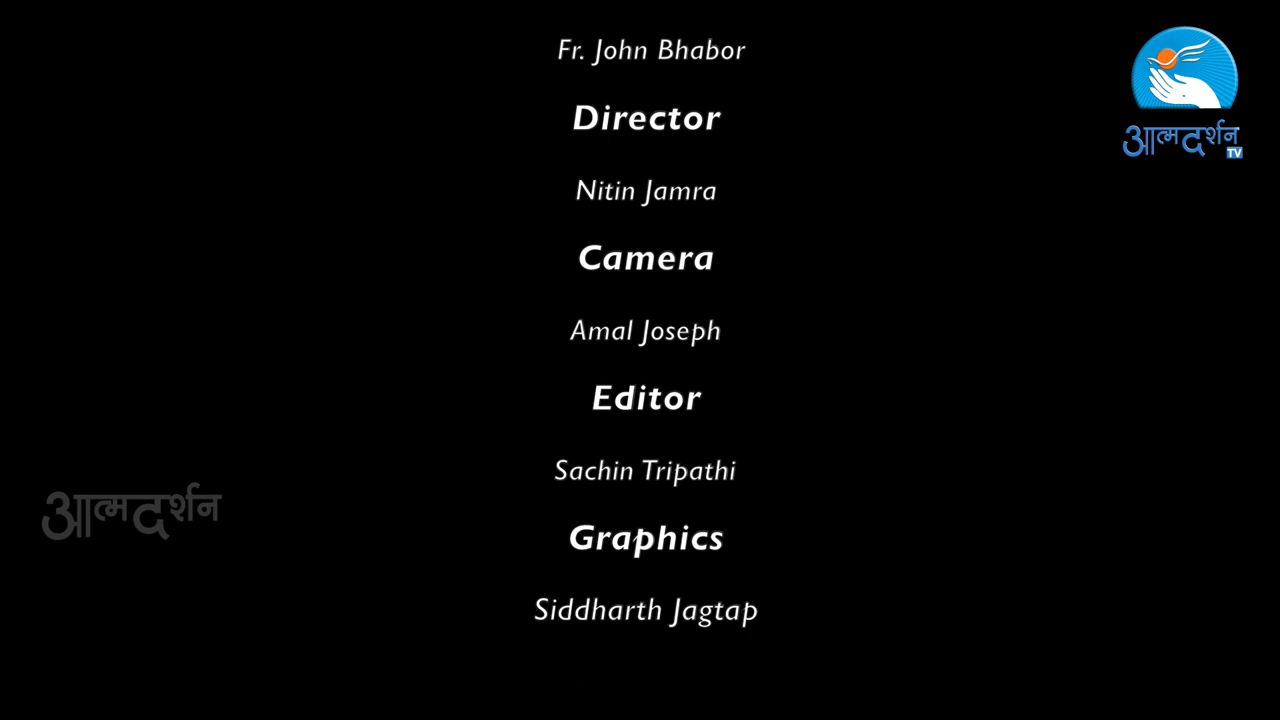 Fr. John Bhabor
Director
Nitin Jamra
Camera
Amal Joseph
Editor
Sachin Tripathi
Graphics
Siddharth Jagtap
आत्मदर्शन
TV
आत्मदर्शन